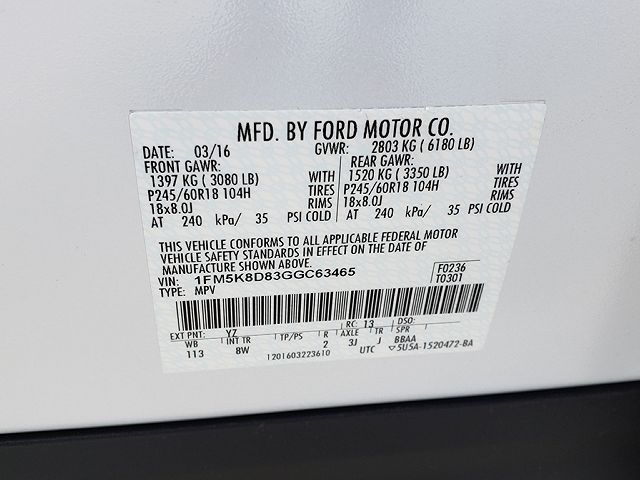 MFD. BY FORD MOTOR CO.
DATE: 03/16 GVWR: 2803 KG ( 6180 LB)
FRONT GAWR: REAR GAWR:
1397 KG ( 3080 LB) WITH 1520 KG ( 3350 LB) WITH
P245/60R18 104H TIRES P245/60R18 104H TIRES
18x8.0J RIMS 18x8.0J RIMS
AT 240 kPa/ 35 PSI COLD AT 240 kPa/ 35 PSI COLD
THIS VEHICLE CONFORMS TO ALL APPLICABLE FEDERAL MOTOR
VEHICLE SAFETY STANDARDS IN EFFECT ON THE DATE OF
MANUFACTURE SHOWN ABOVE.
VIN: 1FM5K8D83GGC63465 F0236
TYPE: MPV T0301
EXT PNT: YZ RC: 13 DSO:
WB INT TR TP/PS R AXLE TR SPR
113 8W 2 3J J BBAA
1201603223610 UTC ▽5U5A-1520472-BA